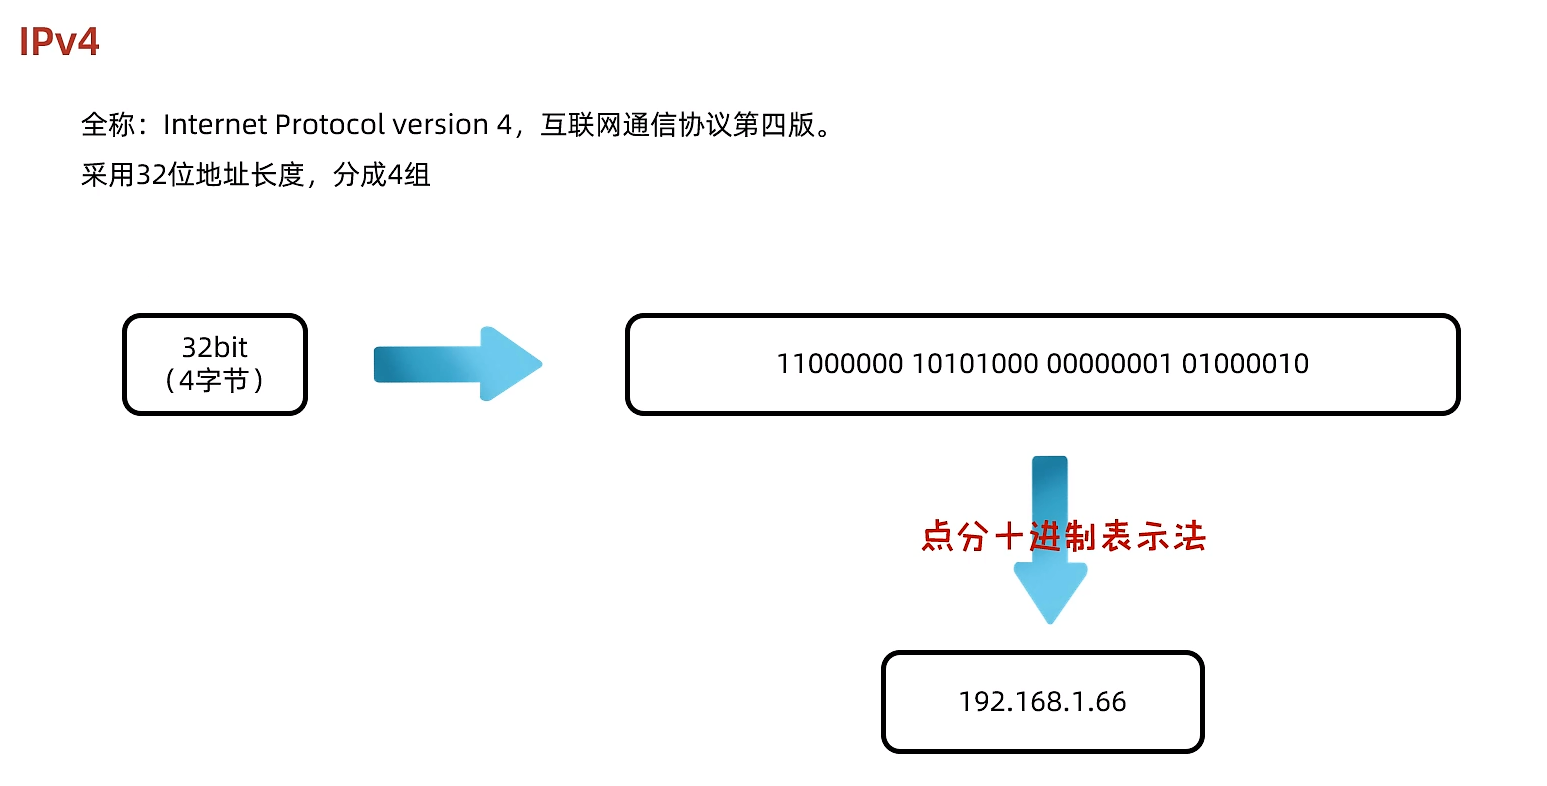 IPv4
全称：Internet Protocol version 4，互联网通信协议第四版。
采用32位地址长度，分成4组
32bit
（4字节）
11000000 10101000 00000001 01000010
点分十进制表示法
192.168.1.66